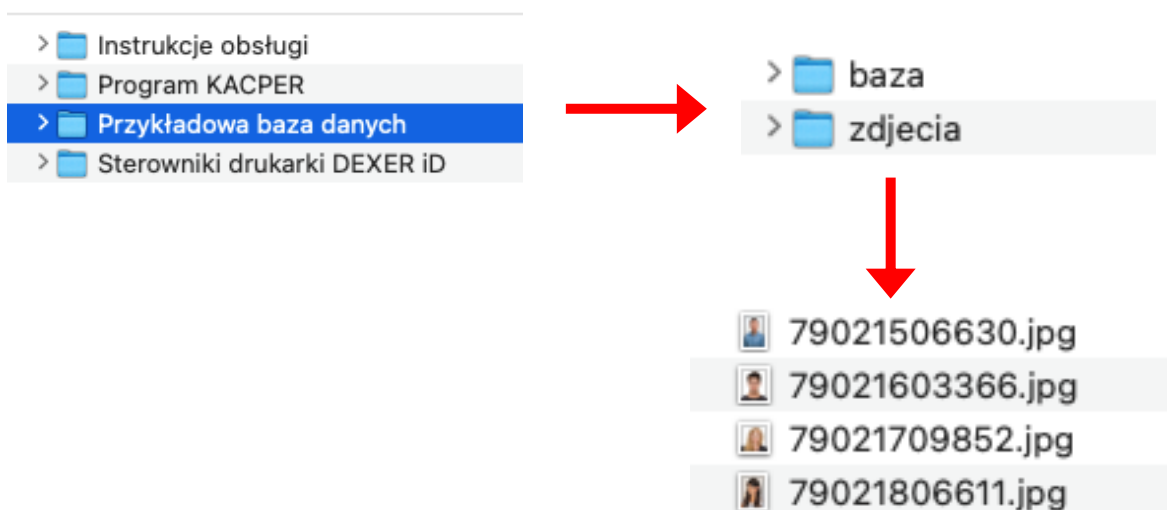 Instrukcje obsługi
Program KACPER
Przykładowa baza danych
Sterowniki drukarki DEXER iD
baza
zdjecia
79021506630.jpg
79021603366.jpg
79021709852.jpg
79021806611.jpg